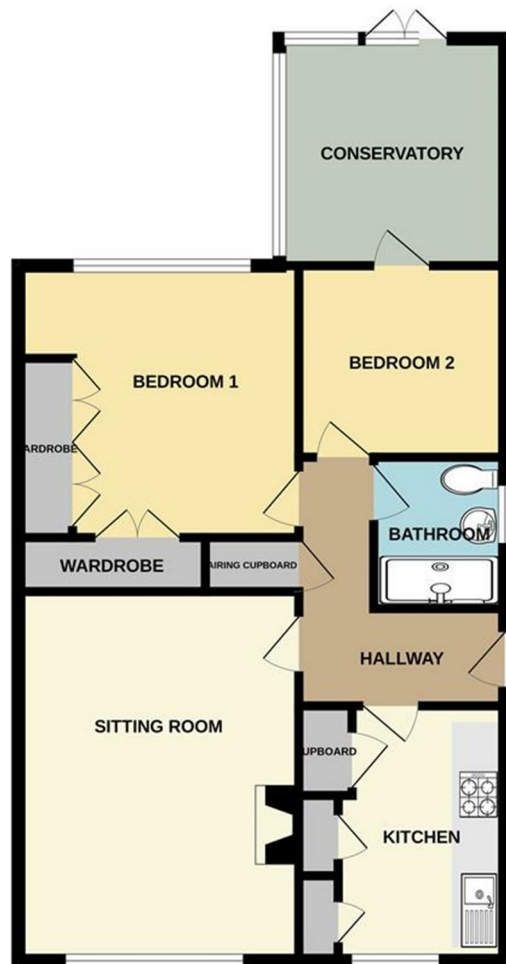 CONSERVATORY
BEDROOM 1
BEDROOM 2
ARDROBE
BATHROOM
WARDROBE
AIRING CUPBOARD
HALLWAY
SITTING ROOM
UPBOARD
KITCHEN